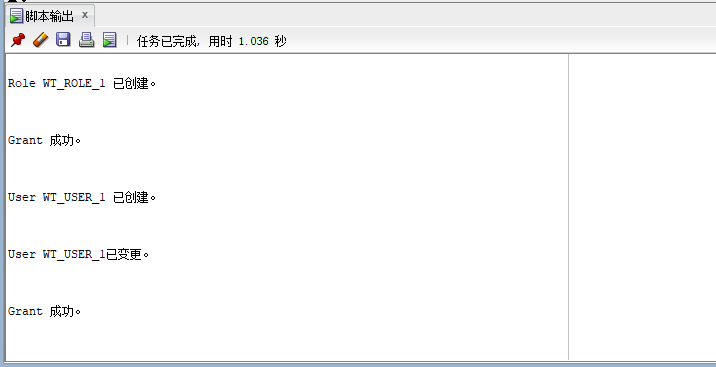 脚本输出 x
任务已完成, 用时 1.036 秒
Role WT_ROLE_1 已创建。
Grant 成功。
User WT_USER_1 已创建。
User WT_USER_1已变更。
Grant 成功。